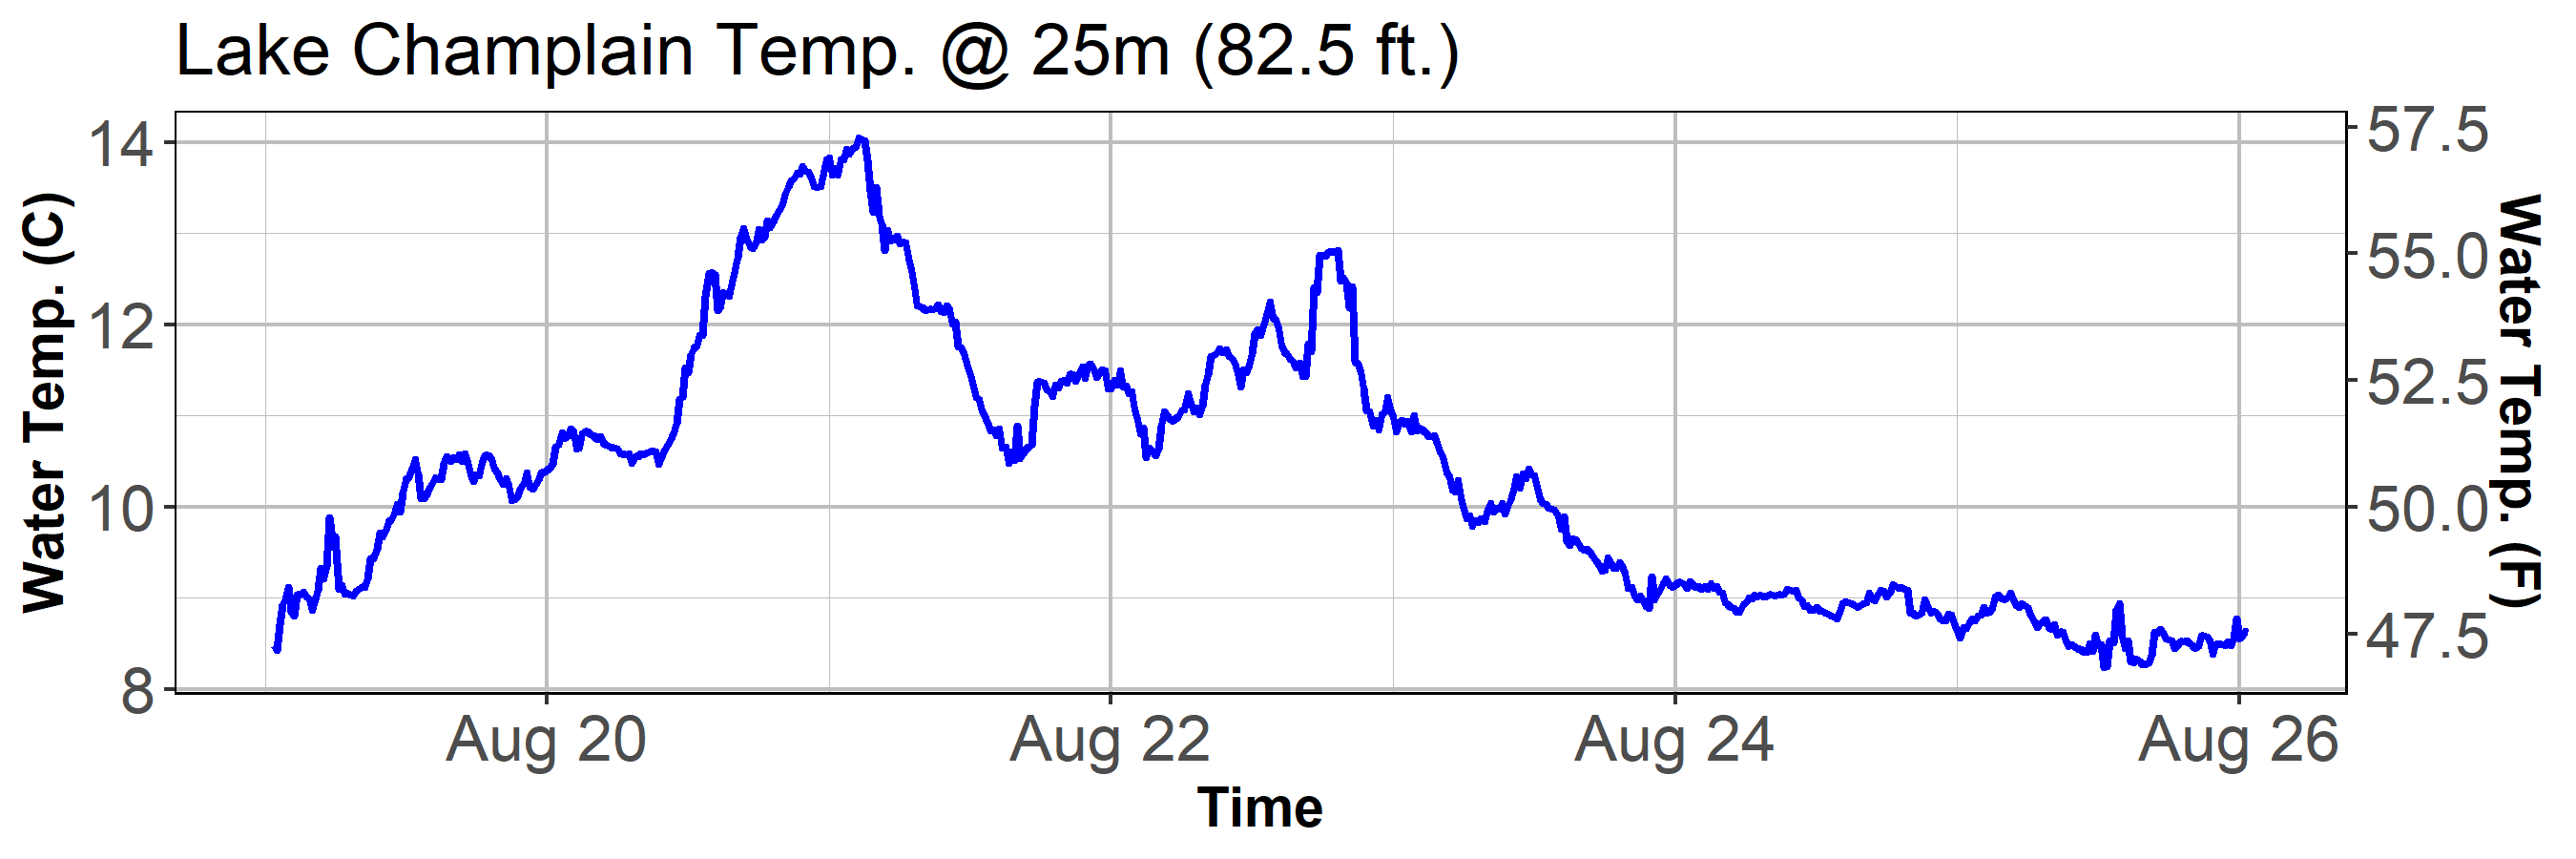 Lake Champlain Temp. @ 25m (82.5 ft.)
Water Temp. (C)
14
12
10
8
57.5
55.0
52.5
50.0
47.5
Water Temp. (F)
Aug 20 Aug 22 Aug 24 Aug 26
Time